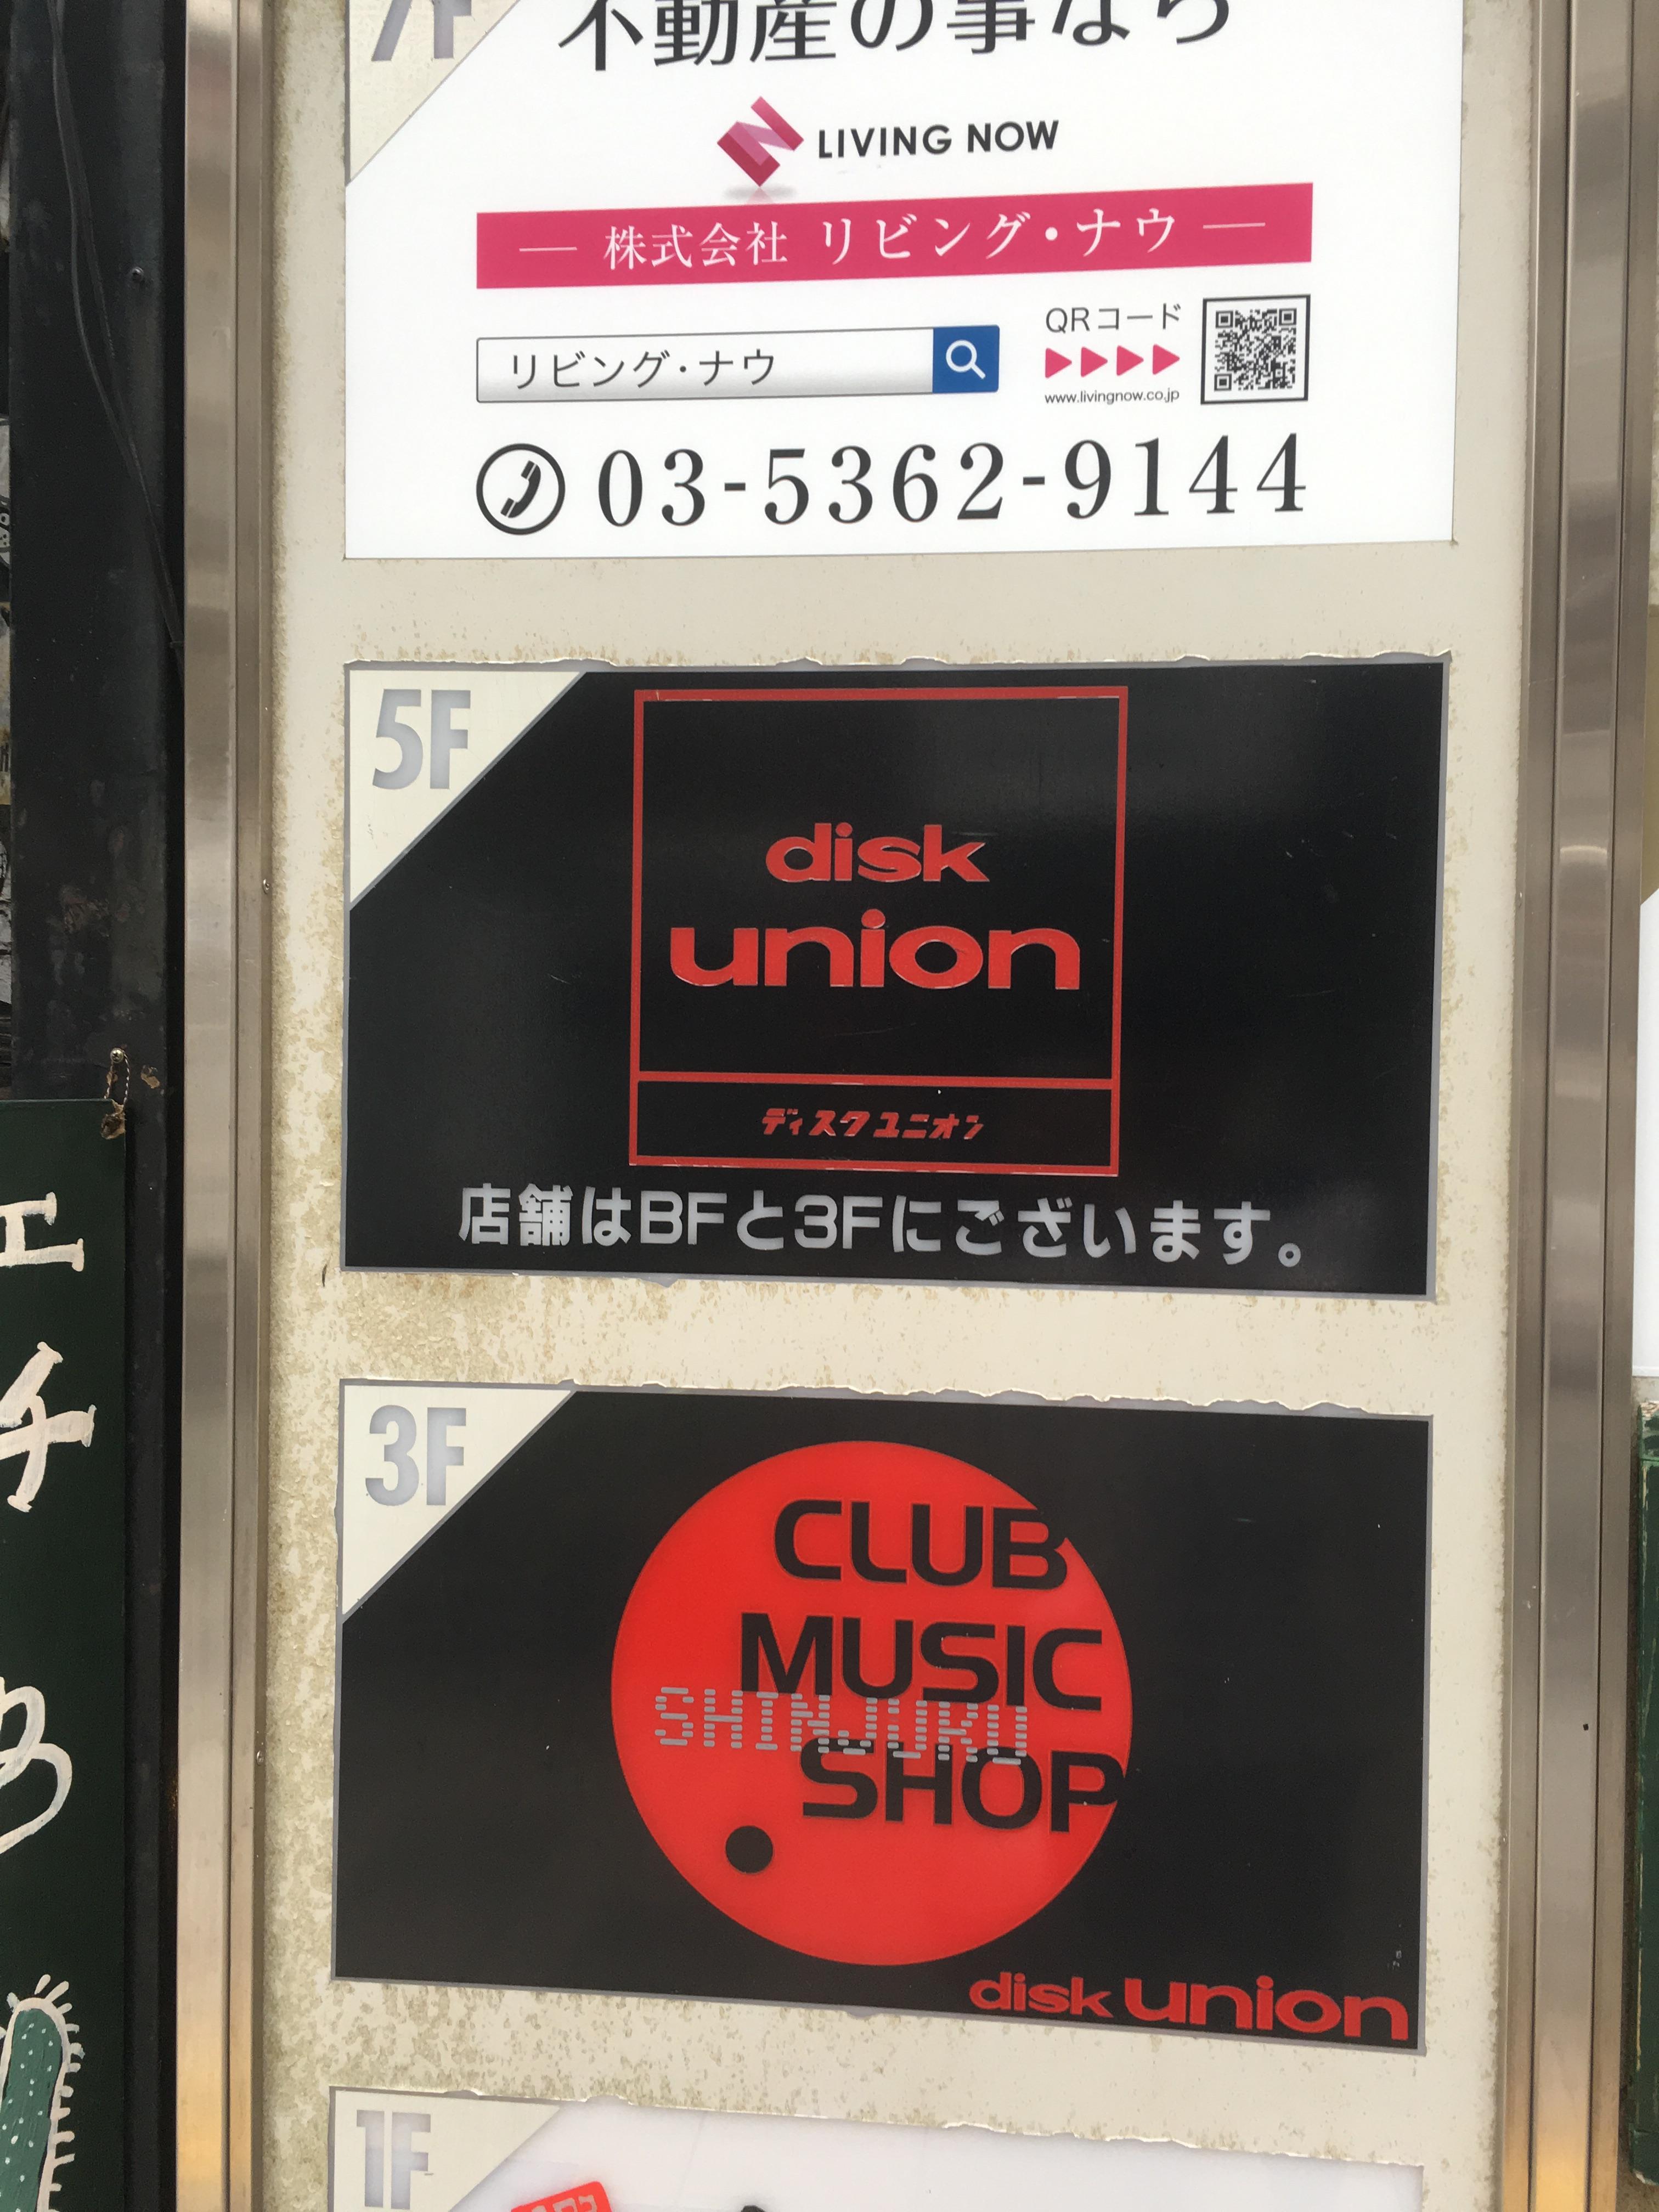 7F
不動産の事なら
LIVING NOW
株式会社 リビング・ナウ
リビング・ナウ
QRコード
www.livingnow.co.jp
03-5362-9144
5F
disk
union
ディスクユニオン
店舗はBFと3Fにございます。
3F
CLUB
MUSIC
SHINJUKU
SHOP
disk union
1F
エ
チ